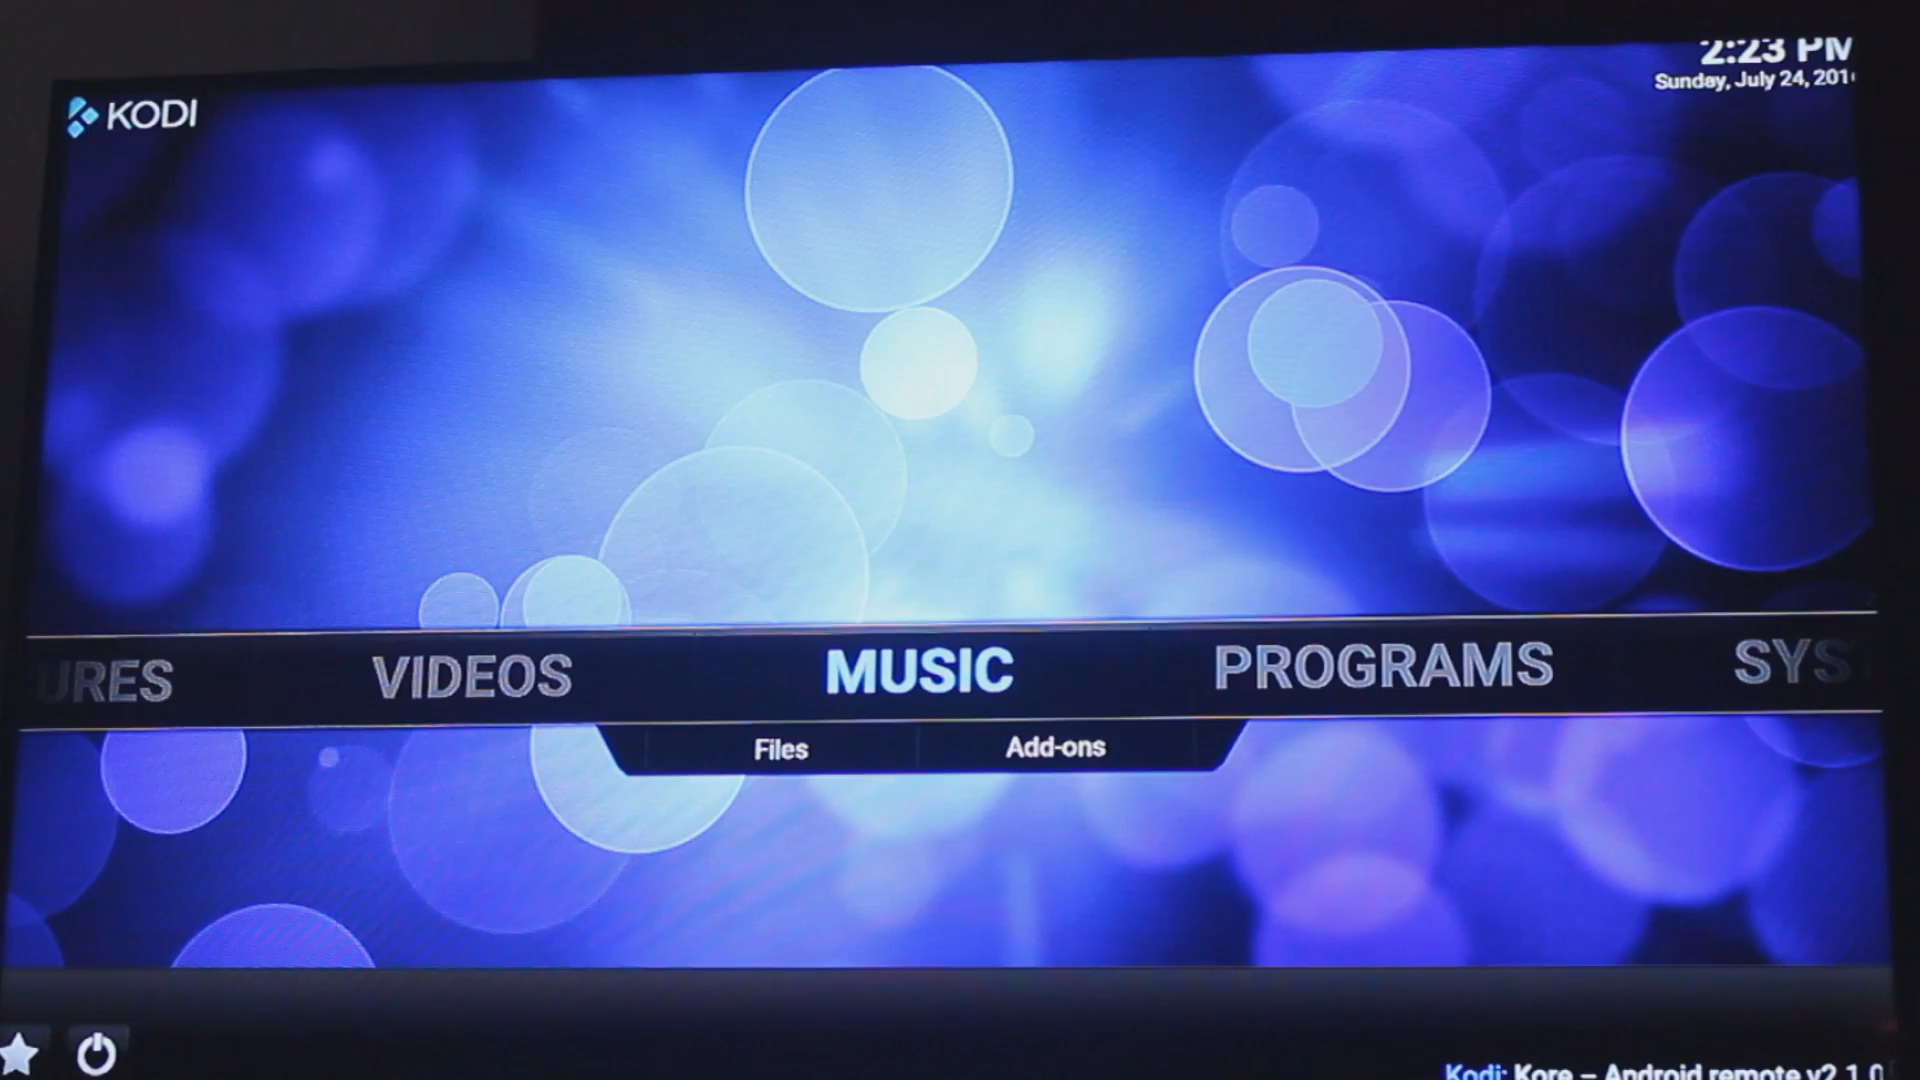 KODI
2:23 PM
Sunday, July 24, 201
URES VIDEOS MUSIC PROGRAMS SYS
Files Add-ons
Kodi: Kore – Android remote v2.1.0